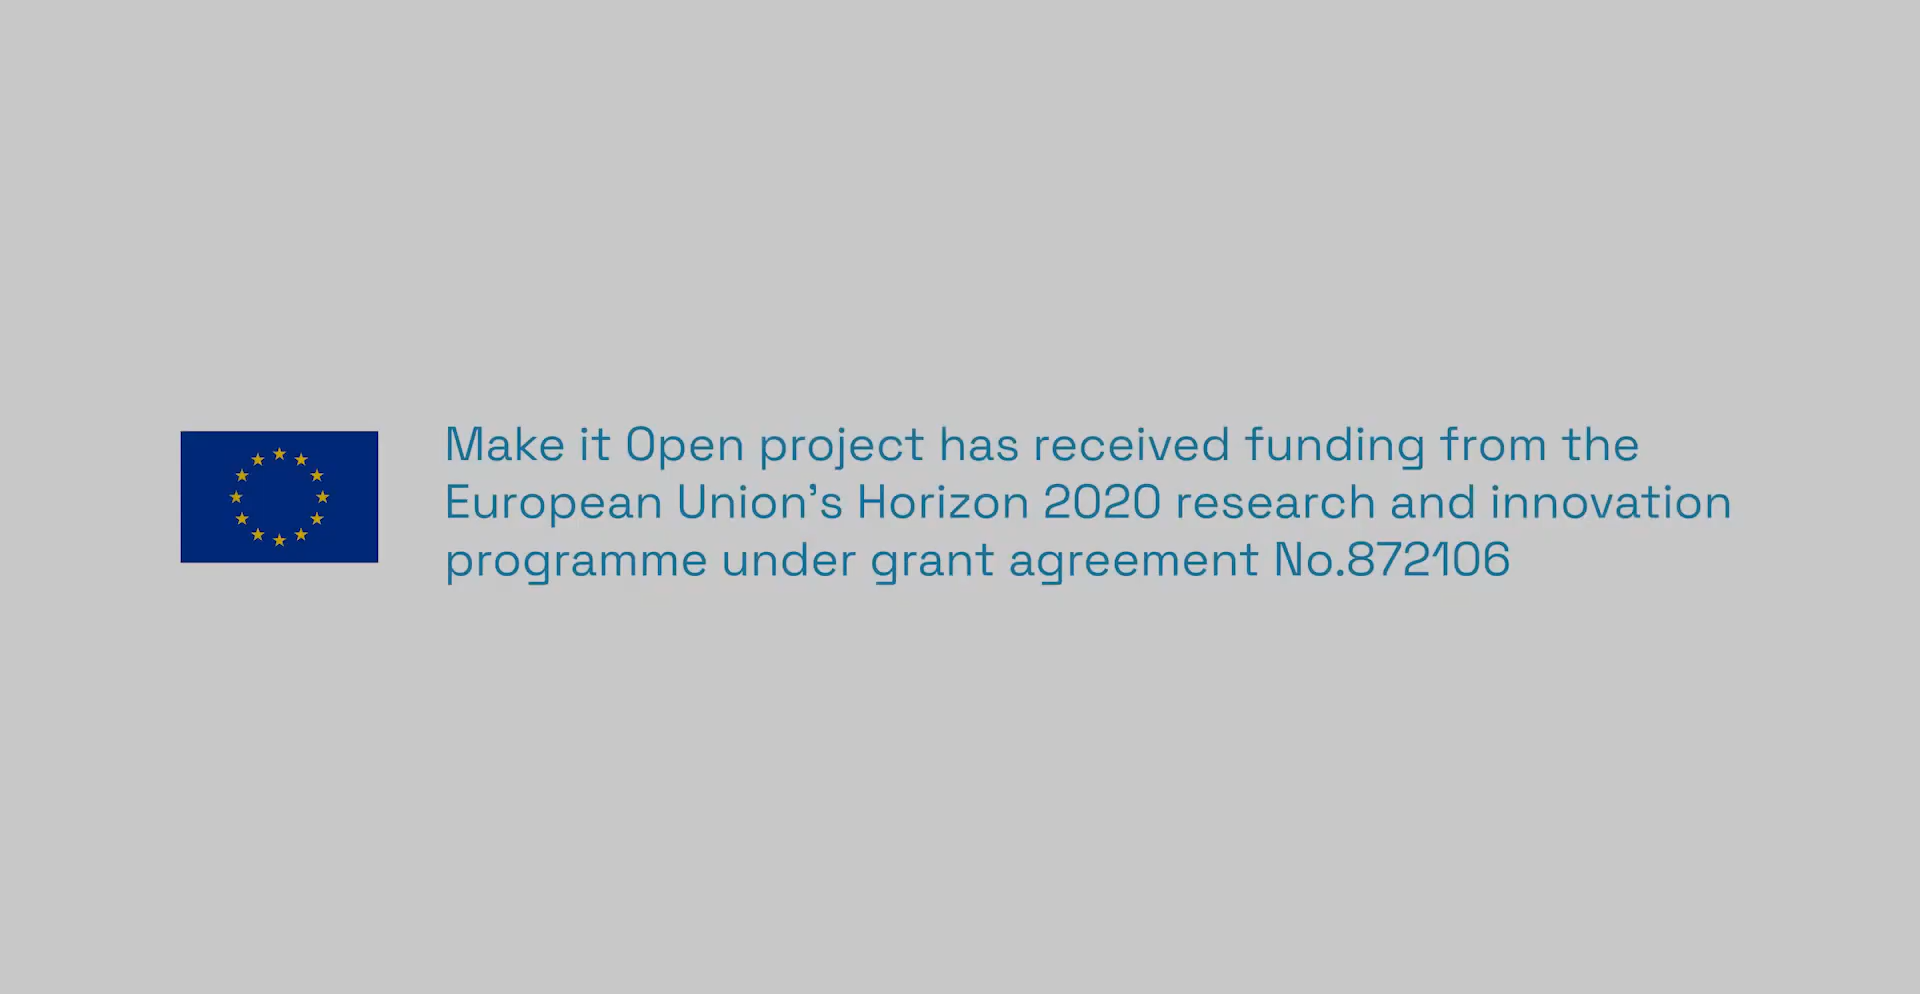 Make it Open project has received funding from the
European Union’s Horizon 2020 research and innovation
programme under grant agreement No.872106